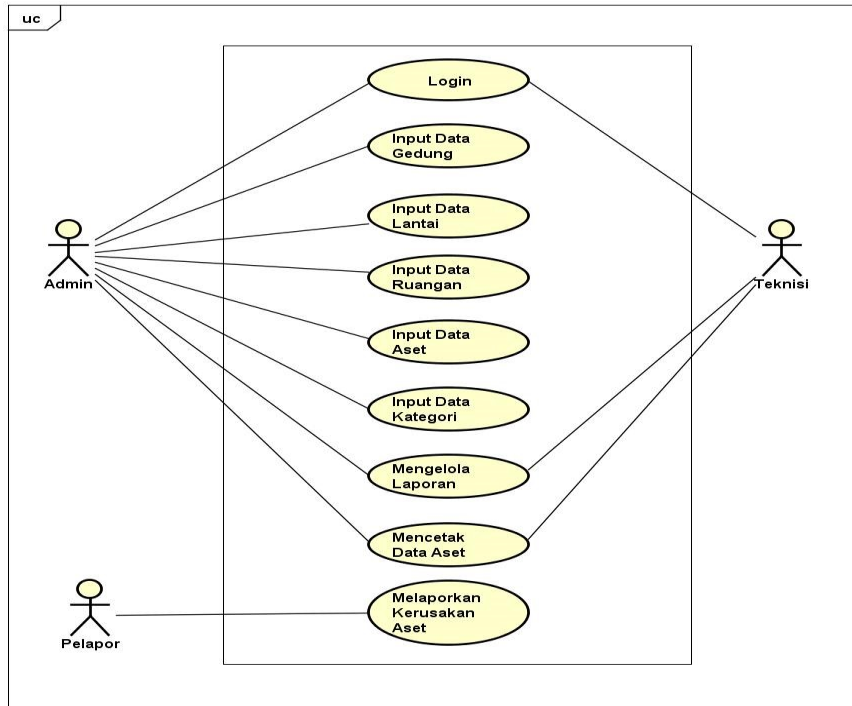 uc
Login
Input Data
Gedung
Input Data
Lantai
Input Data
Ruangan
Admin
Teknisi
Input Data
Aset
Input Data
Kategori
Mengelola
Laporan
Mencetak
Data Aset
Melaporkan
Kerusakan
Aset
Pelapor